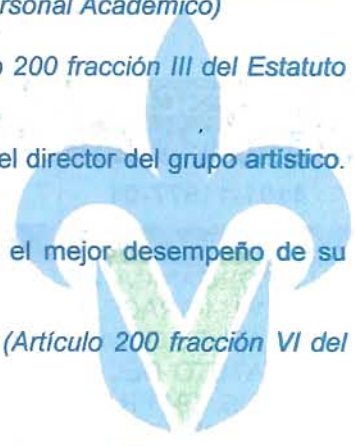 rsonal Académico)
o 200 fracción III del Estatuto
el director del grupo artístico.
el mejor desempeño de su
(Artículo 200 fracción VI del